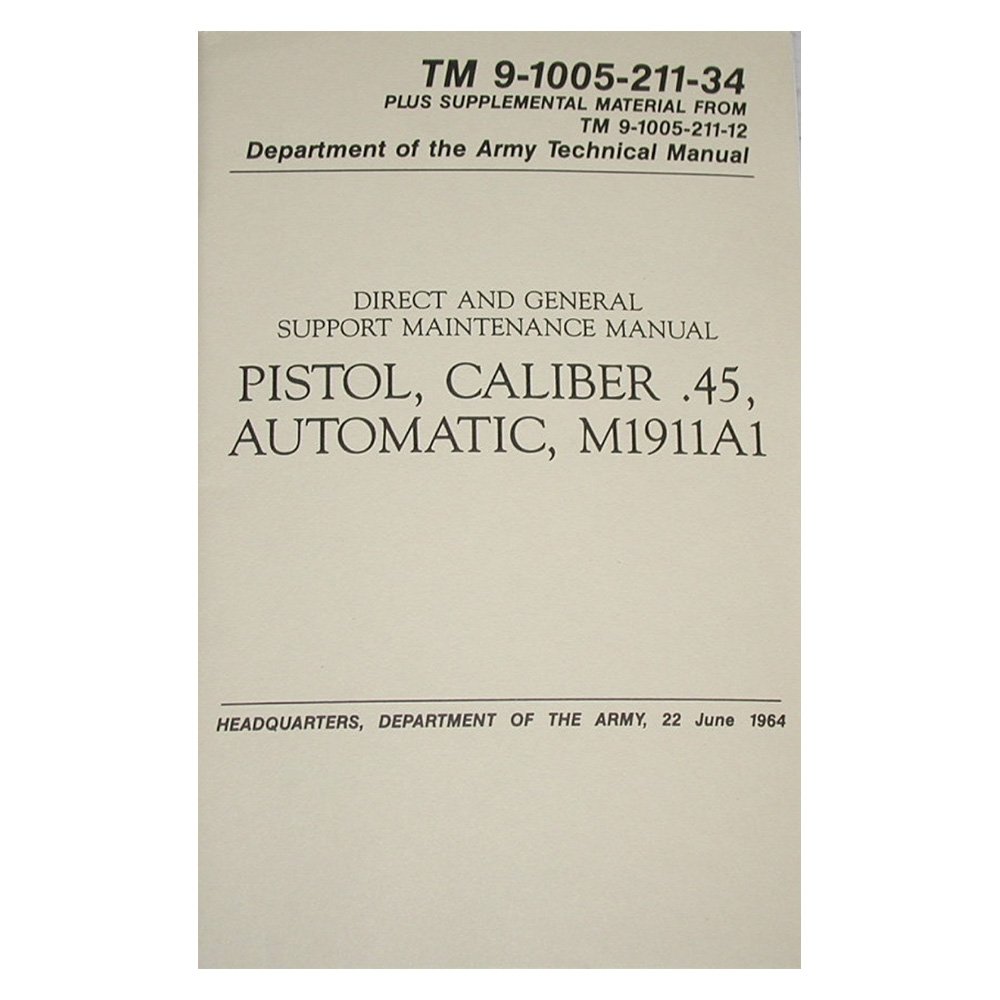 TM 9-1005-211-34
PLUS SUPPLEMENTAL MATERIAL FROM
TM 9-1005-211-12
Department of the Army Technical Manual
DIRECT AND GENERAL
SUPPORT MAINTENANCE MANUAL
PISTOL, CALIBER .45,
AUTOMATIC, M1911A1
HEADQUARTERS, DEPARTMENT OF THE ARMY, 22 June 1964